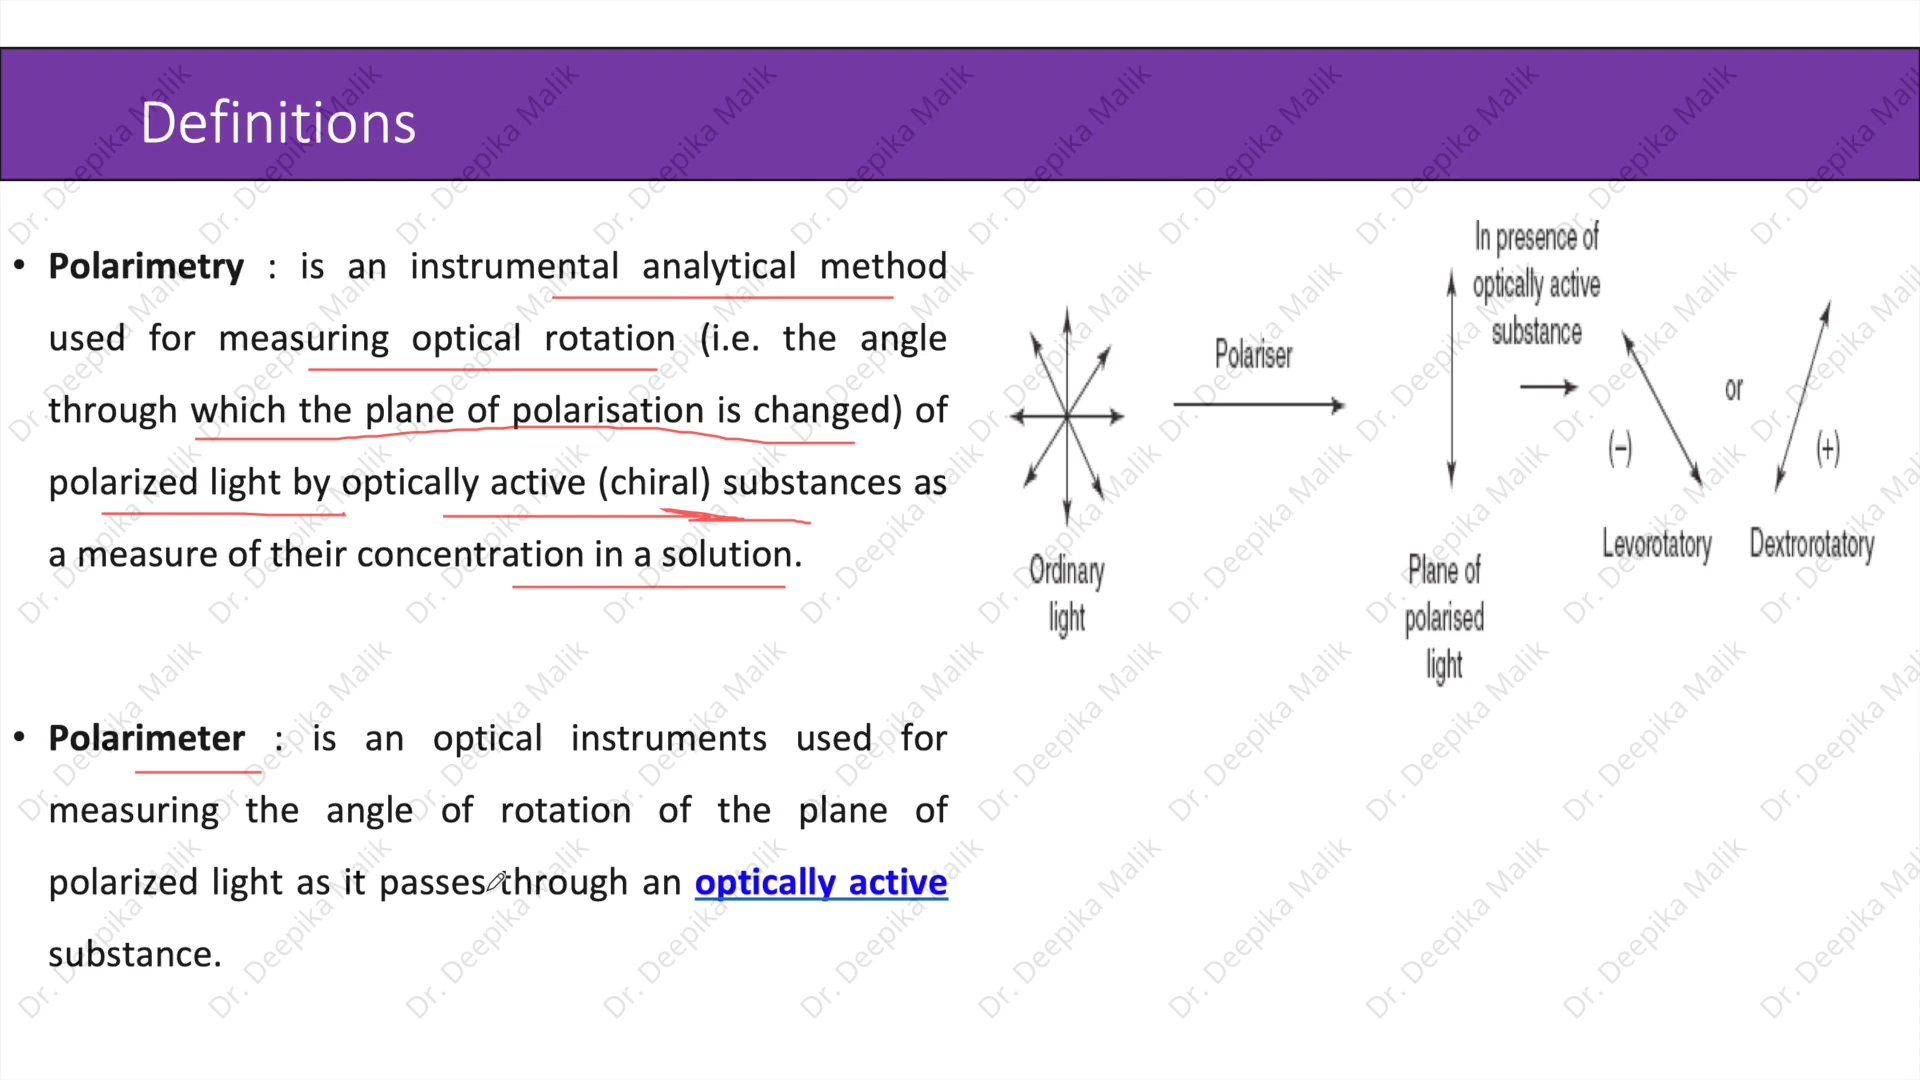 Definitions
• Polarimetry : is an instrumental analytical method
used for measuring optical rotation (i.e. the angle
through which the plane of polarisation is changed) of
polarized light by optically active (chiral) substances as
a measure of their concentration in a solution.
• Polarimeter : is an optical instruments used for
measuring the angle of rotation of the plane of
polarized light as it passes through an optically active
substance.
Ordinary
light
Polariser
Plane of
polarised
light
In presence of
optically active
substance
(–)
Levorotatory
or
(+)
Dextrorotatory
Dr. Deepika Malik